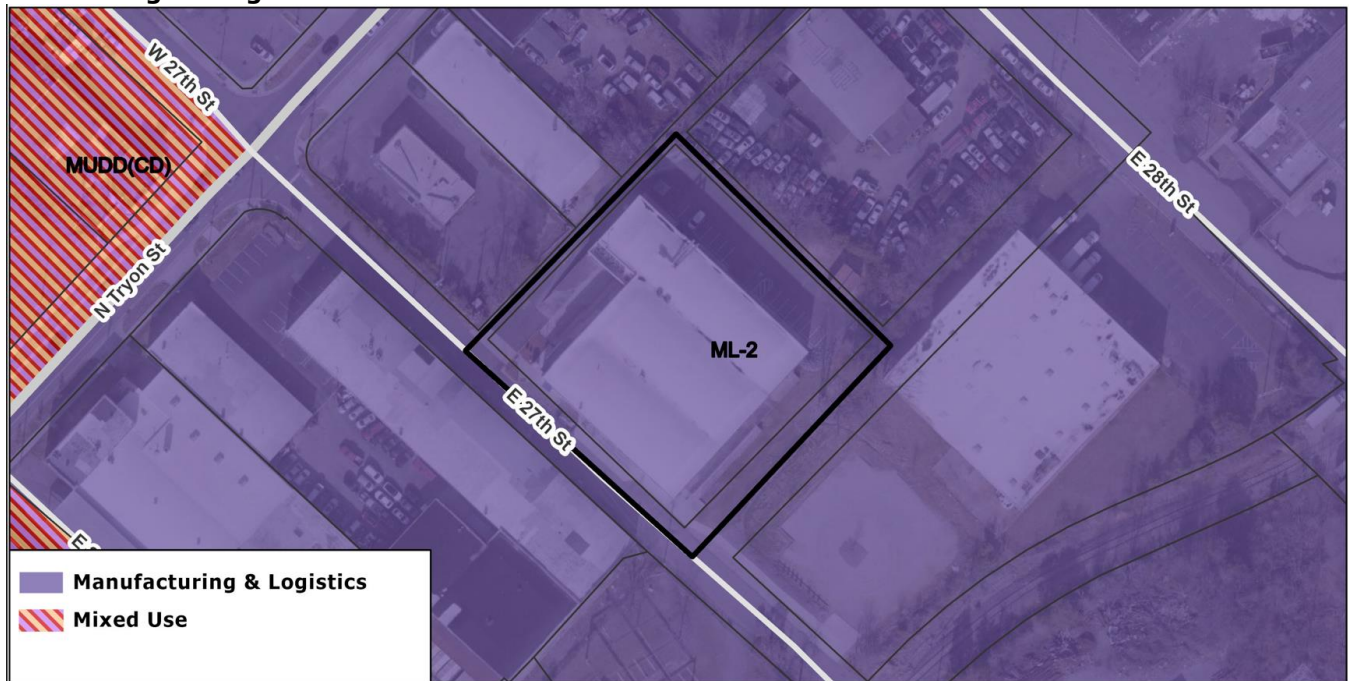 W 27th St
MUDD(CD)
E 28th St
N Tryon St
ML-2
E 27th St
Manufacturing & Logistics
Mixed Use